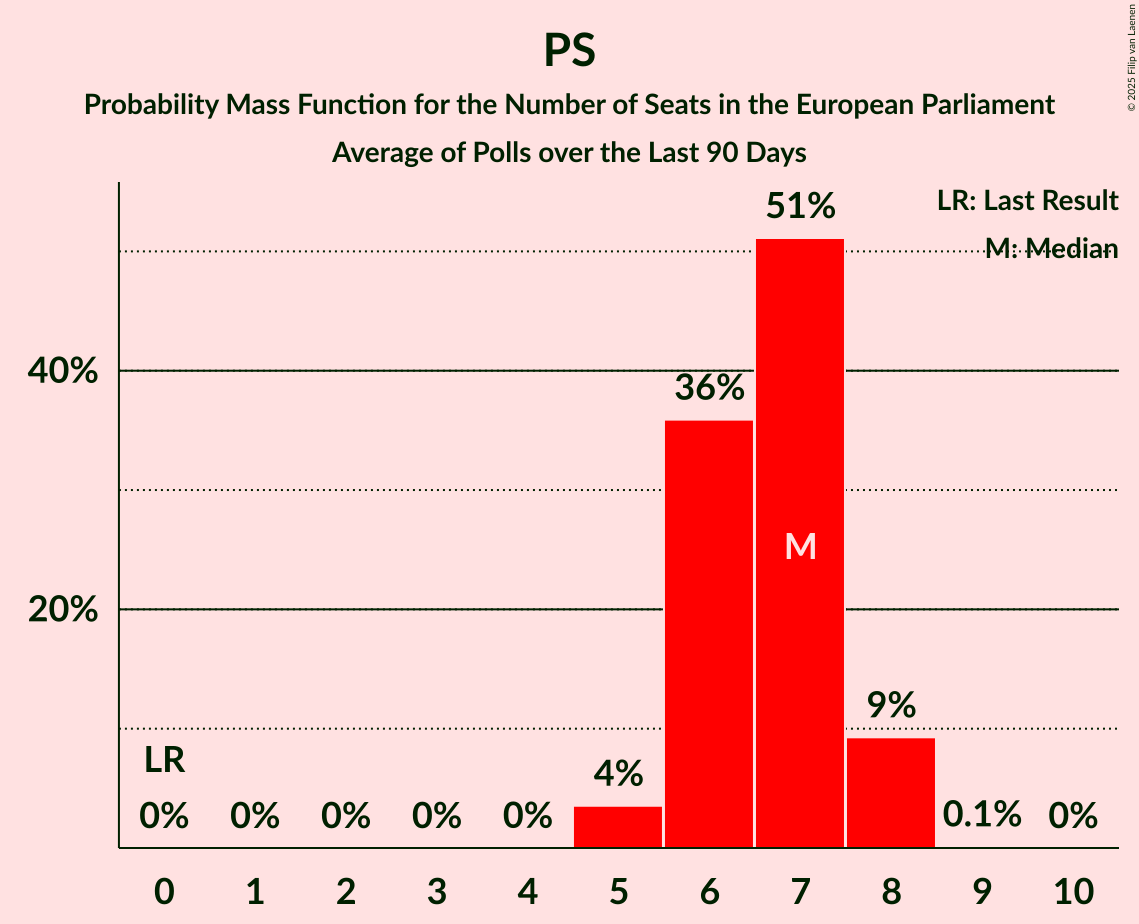 PS
Probability Mass Function for the Number of Seats in the European Parliament
Average of Polls over the Last 90 Days
© 2025 Filip van Laenen
LR: Last Result
M: Median
51%
40%
36%
M
20%
9%
LR
4%
0% 0% 0% 0% 0% 0.1% 0%
0 1 2 3 4 5 6 7 8 9 10